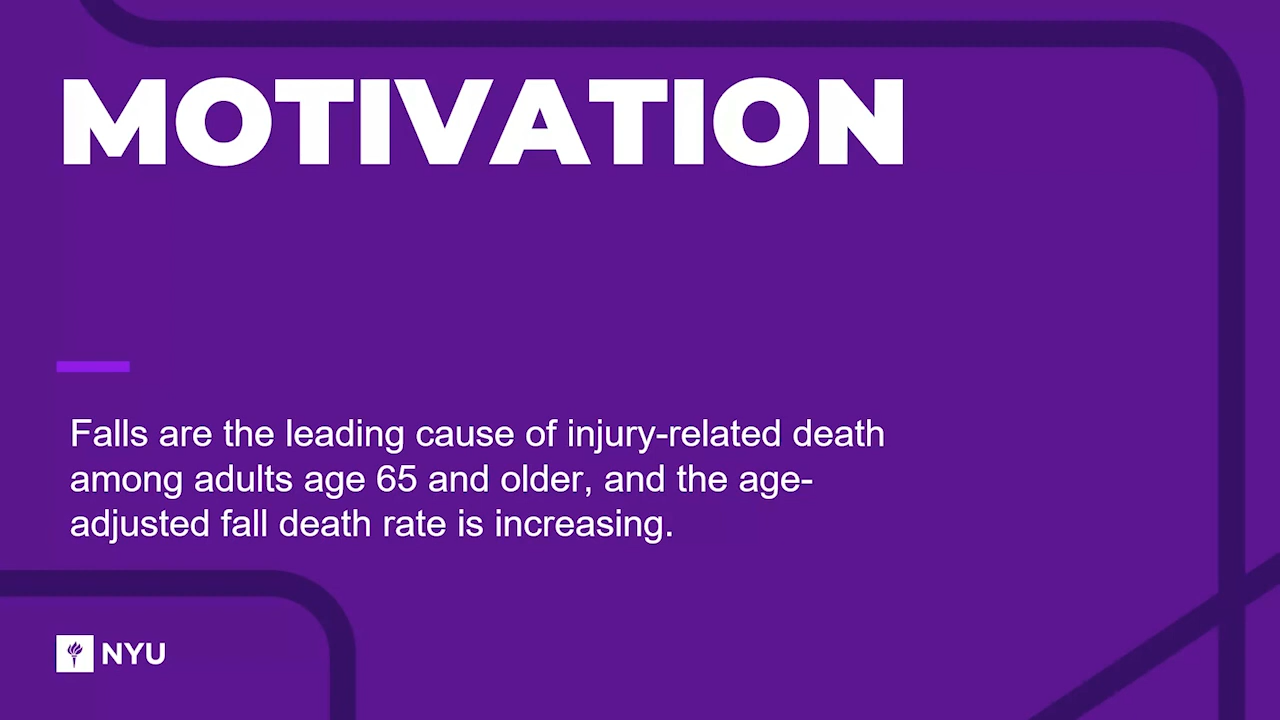 MOTIVATION
Falls are the leading cause of injury-related death
among adults age 65 and older, and the age-
adjusted fall death rate is increasing.
NYU